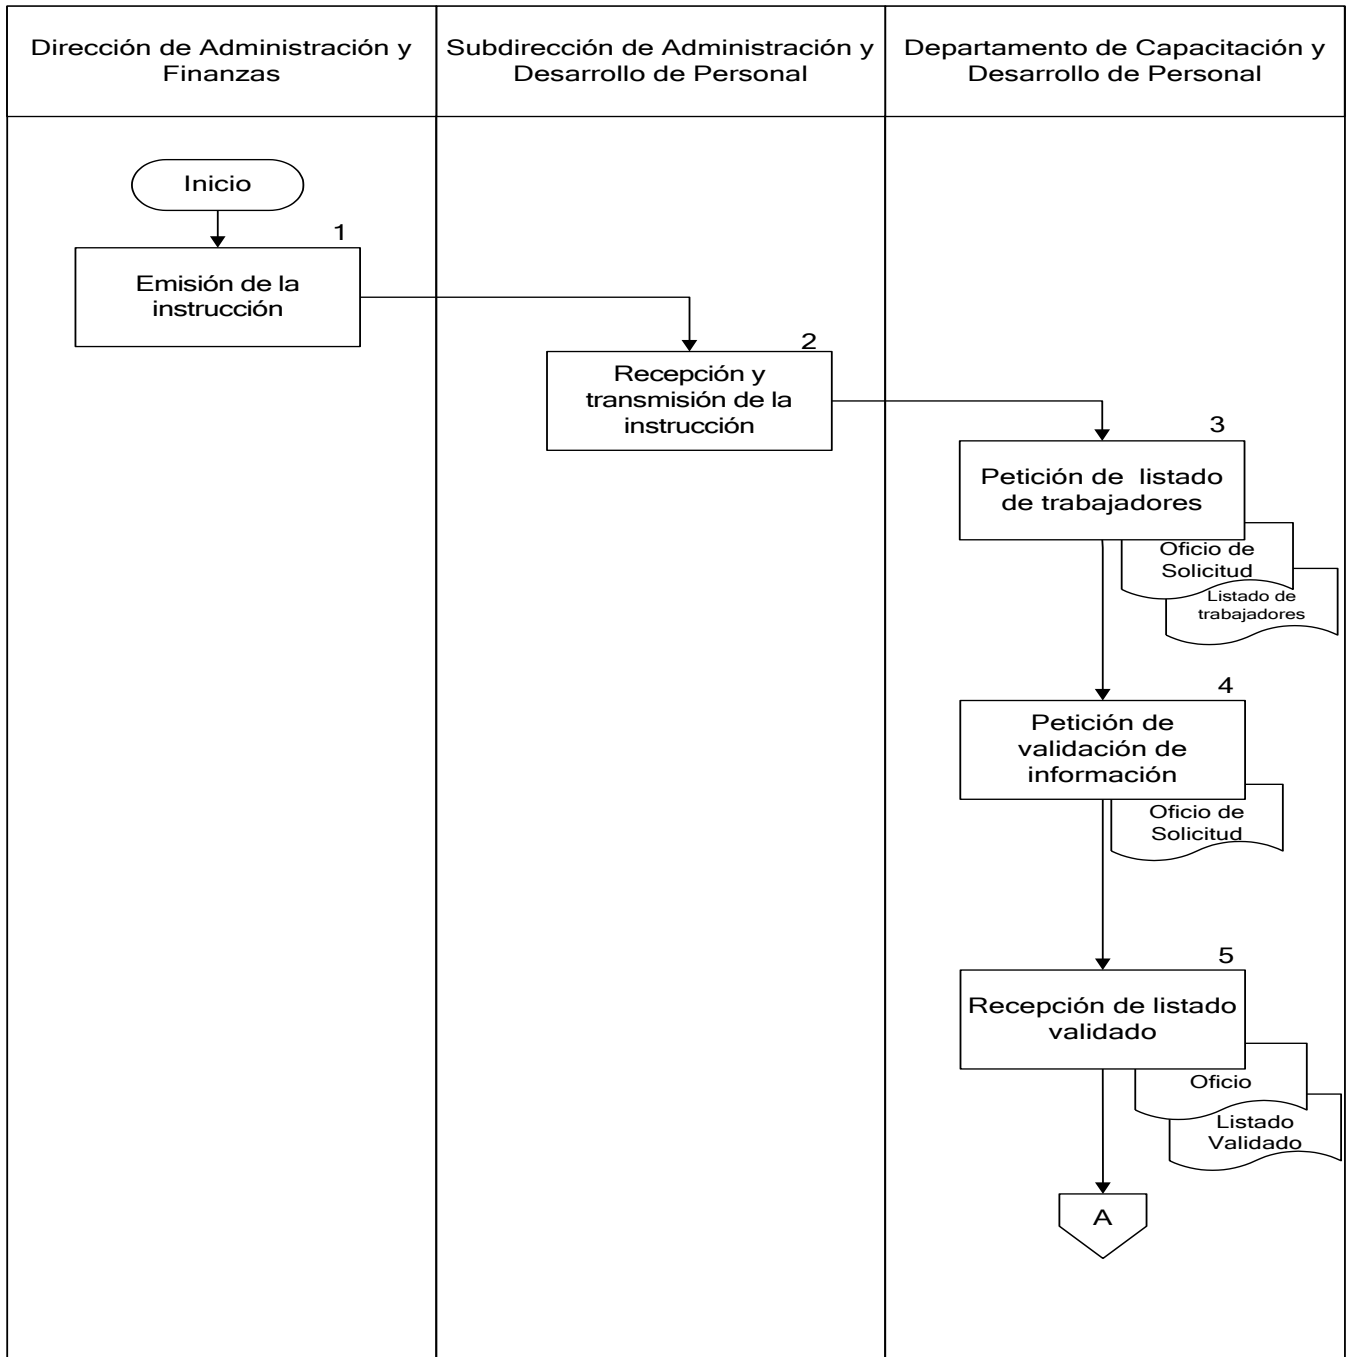 Dirección de Administración y
Finanzas
Subdirección de Administración y
Desarrollo de Personal
Departamento de Capacitación y
Desarrollo de Personal
Inicio
1
Emisión de la
instrucción
2
Recepción y
transmisión de la
instrucción
3
Petición de listado
de trabajadores
Oficio de
Solicitud
Listado de
trabajadores
4
Petición de
validación de
información
Oficio de
Solicitud
5
Recepción de listado
validado
Oficio
Listado
Validado
A